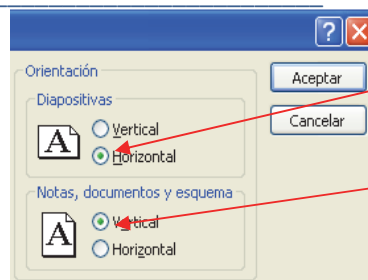 Orientación
Aceptar
Diapositivas
Vertical
Cancelar
A
Horizontal
Notas, documentos y esquema
Vertical
A
Horizontal